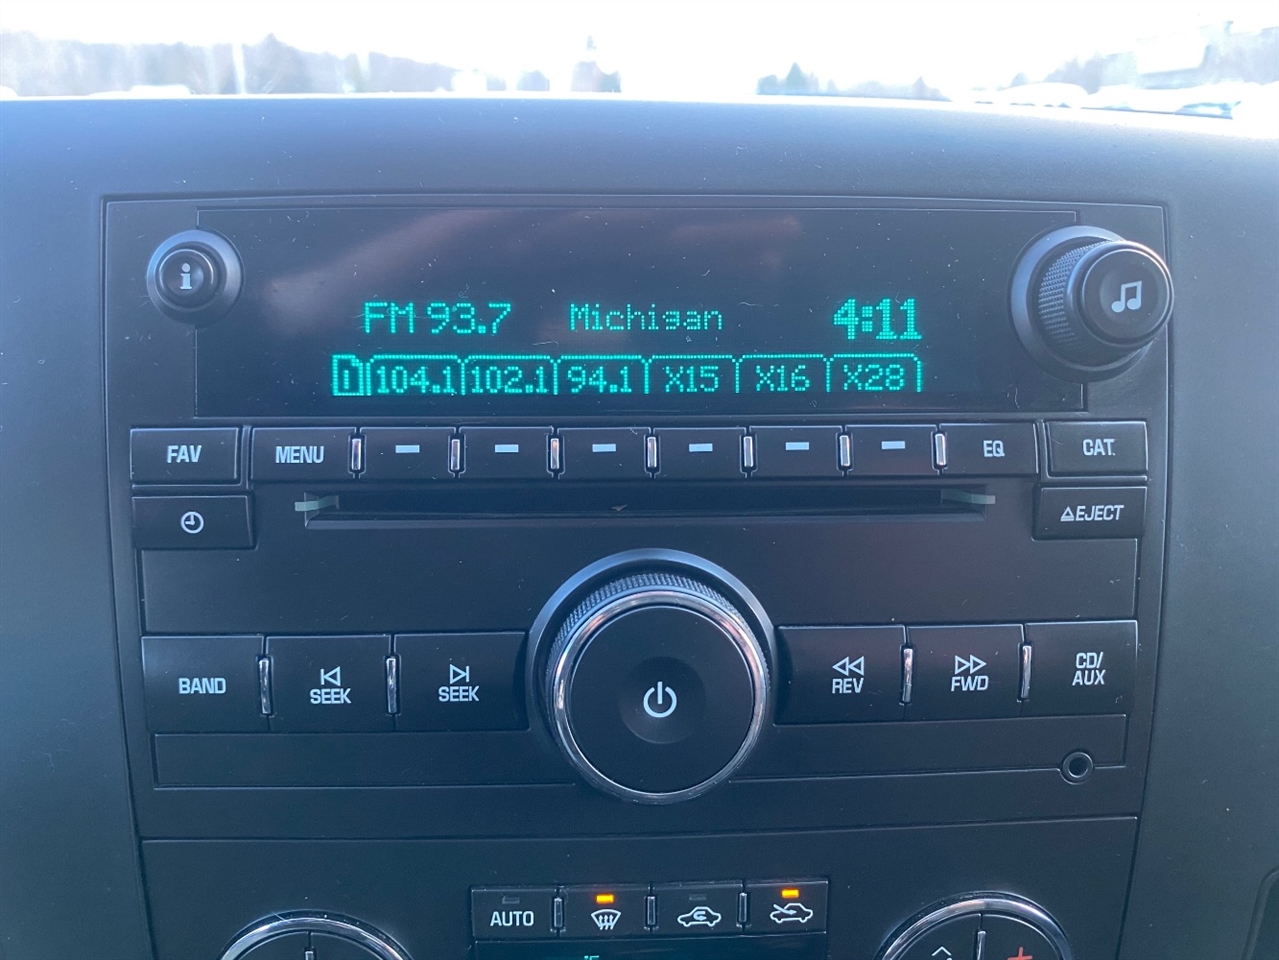 i
FM 93.7 Michigan 4:11
1 104.1 102.1 94.1 X15 X16 X28
FAV MENU EQ CAT.
EJECT
BAND SEEK SEEK REV FWD CD/
AUX
AUTO